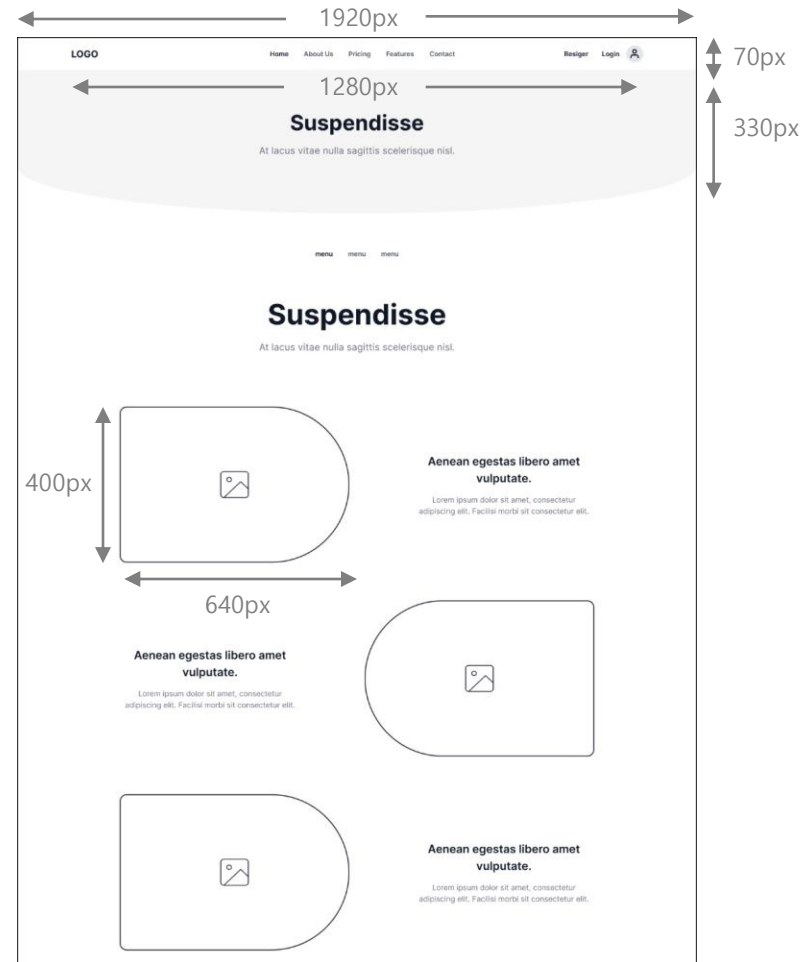 1920px
LOGO Home About Us Pricing Features Contact Resiger Login
70px
1280px
Suspendisse
330px
At lacus vitae nulla sagittis scelerisque nisl.
menu menu menu
Suspendisse
At lacus vitae nulla sagittis scelerisque nisl.
400px
Aenean egestas libero amet
vulputate.
Lorem ipsum dolor sit amet, consectetur
adipiscing elit. Facilisi morbi sit consectetur elit.
640px
Aenean egestas libero amet
vulputate.
Lorem ipsum dolor sit amet, consectetur
adipiscing elit. Facilisi morbi sit consectetur elit.
Aenean egestas libero amet
vulputate.
Lorem ipsum dolor sit amet, consectetur
adipiscing elit. Facilisi morbi sit consectetur elit.